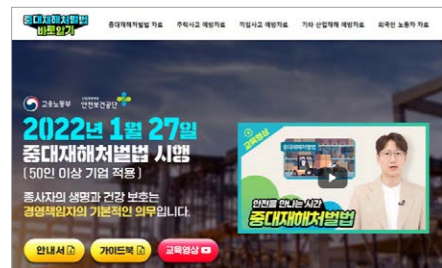 중대재해처벌법
바로알기
중대재해처벌법 자료
추락사고 예방자료
끼임사고 예방자료
기타 산업재해 예방자료
외국인 노동자 자료
고용노동부
안전보건공단
2022년 1월 27일
중대재해처벌법 시행
(50인 이상 기업 적용)
종사자의 생명과 건강 보호는
경영책임자의 기본적인 의무입니다.
안내서
가이드북
교육영상
교육영상
중대재해처벌법
안전을 만나는 시간
중대재해처벌법